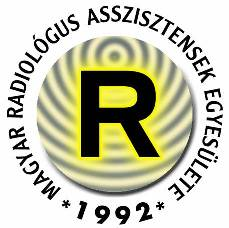 MAGYAR RADIOLÓGUS ASSZISZTENSEK EGYESÜLETE
R
*1992*